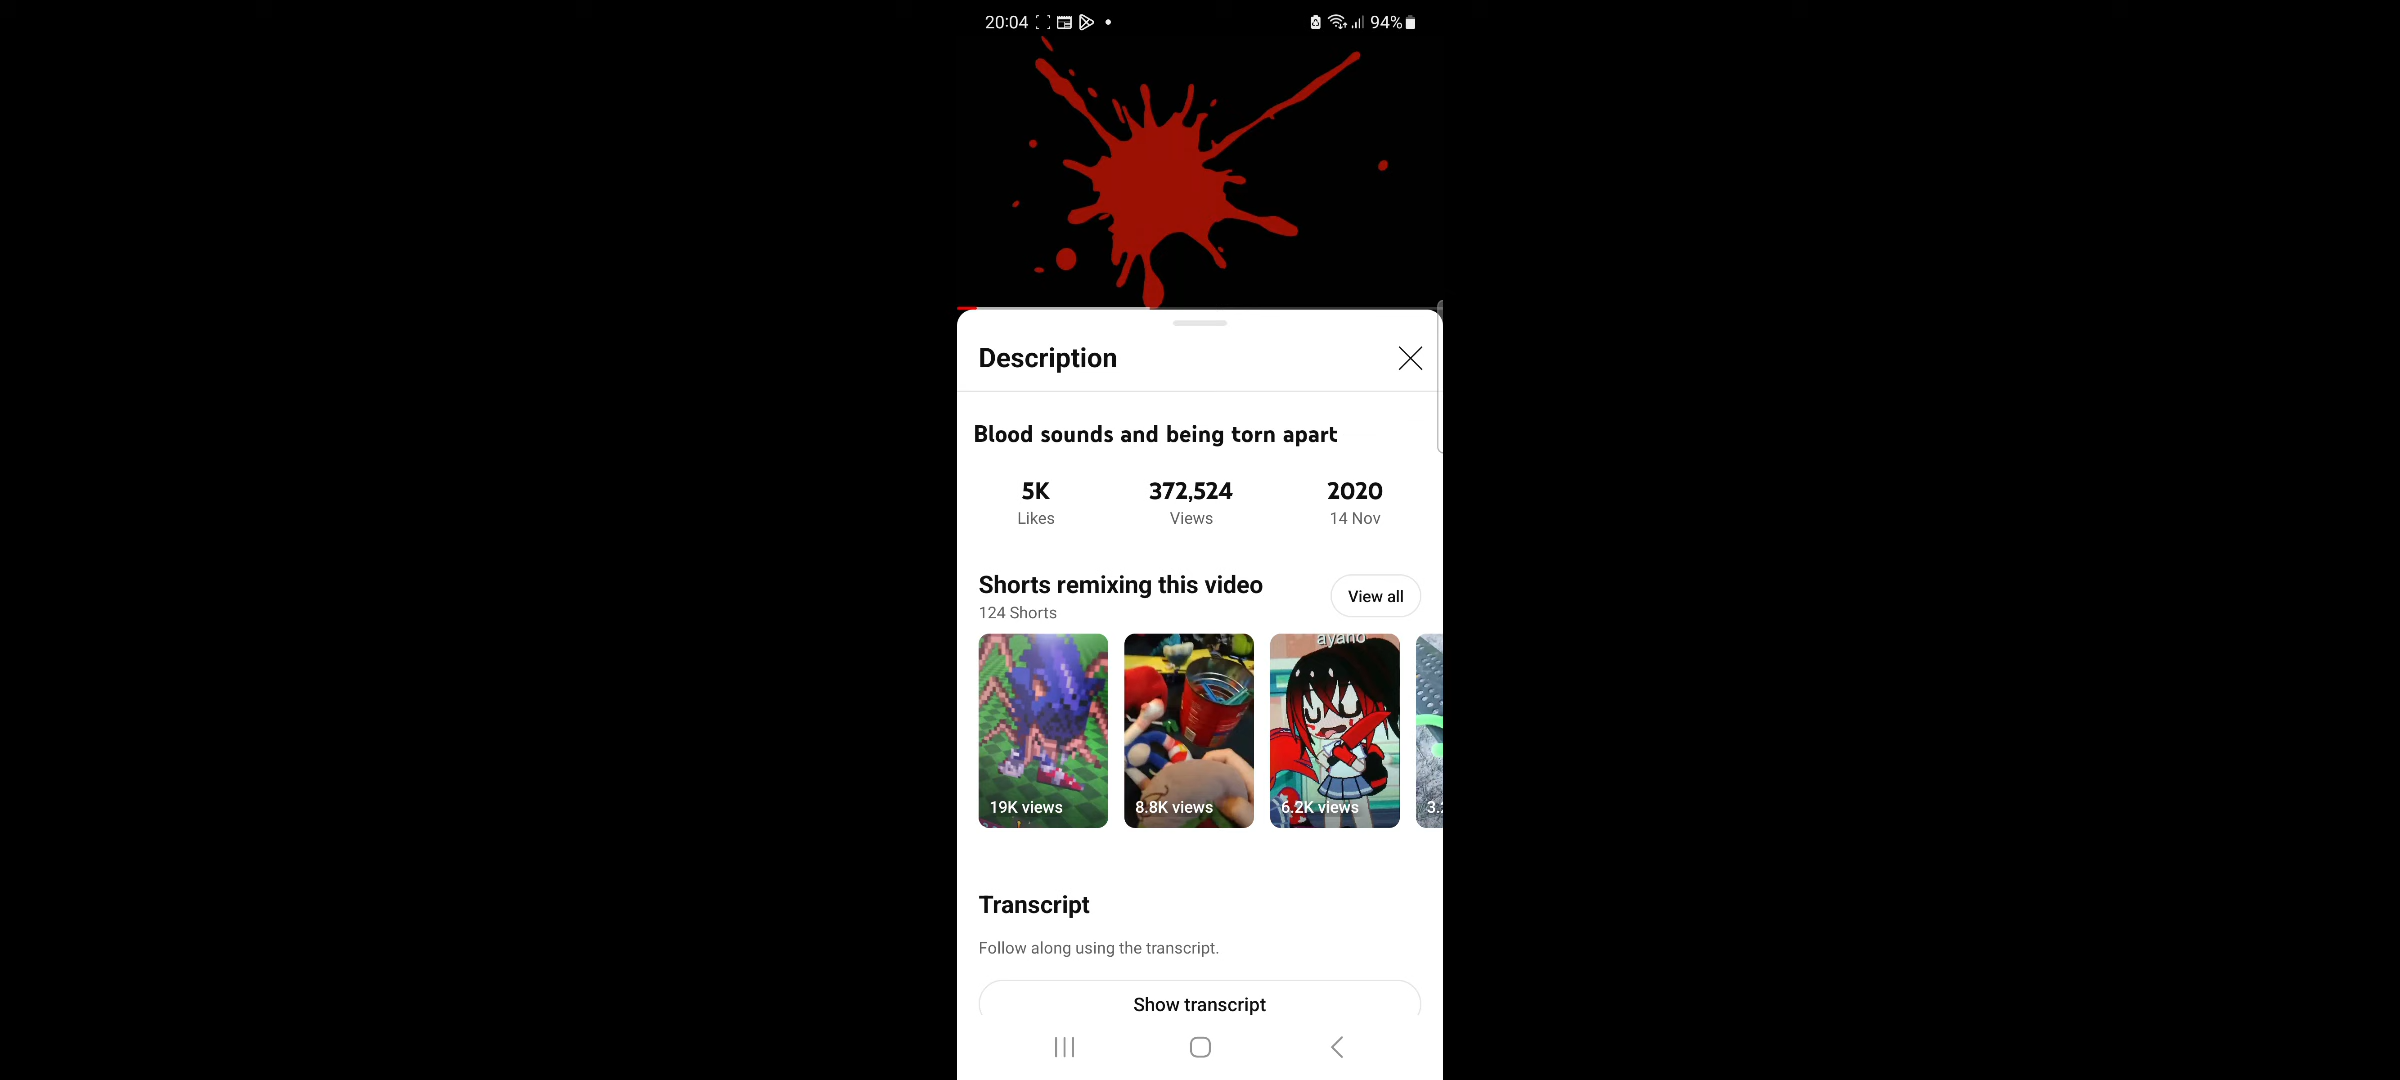 20:04
94%
Description
Blood sounds and being torn apart
5K
372,524
2020
Likes
Views
14 Nov
Shorts remixing this video
View all
124 Shorts
ayano
19K views
8.8K views
6.2K views
3.
Transcript
Follow along using the transcript.
Show transcript